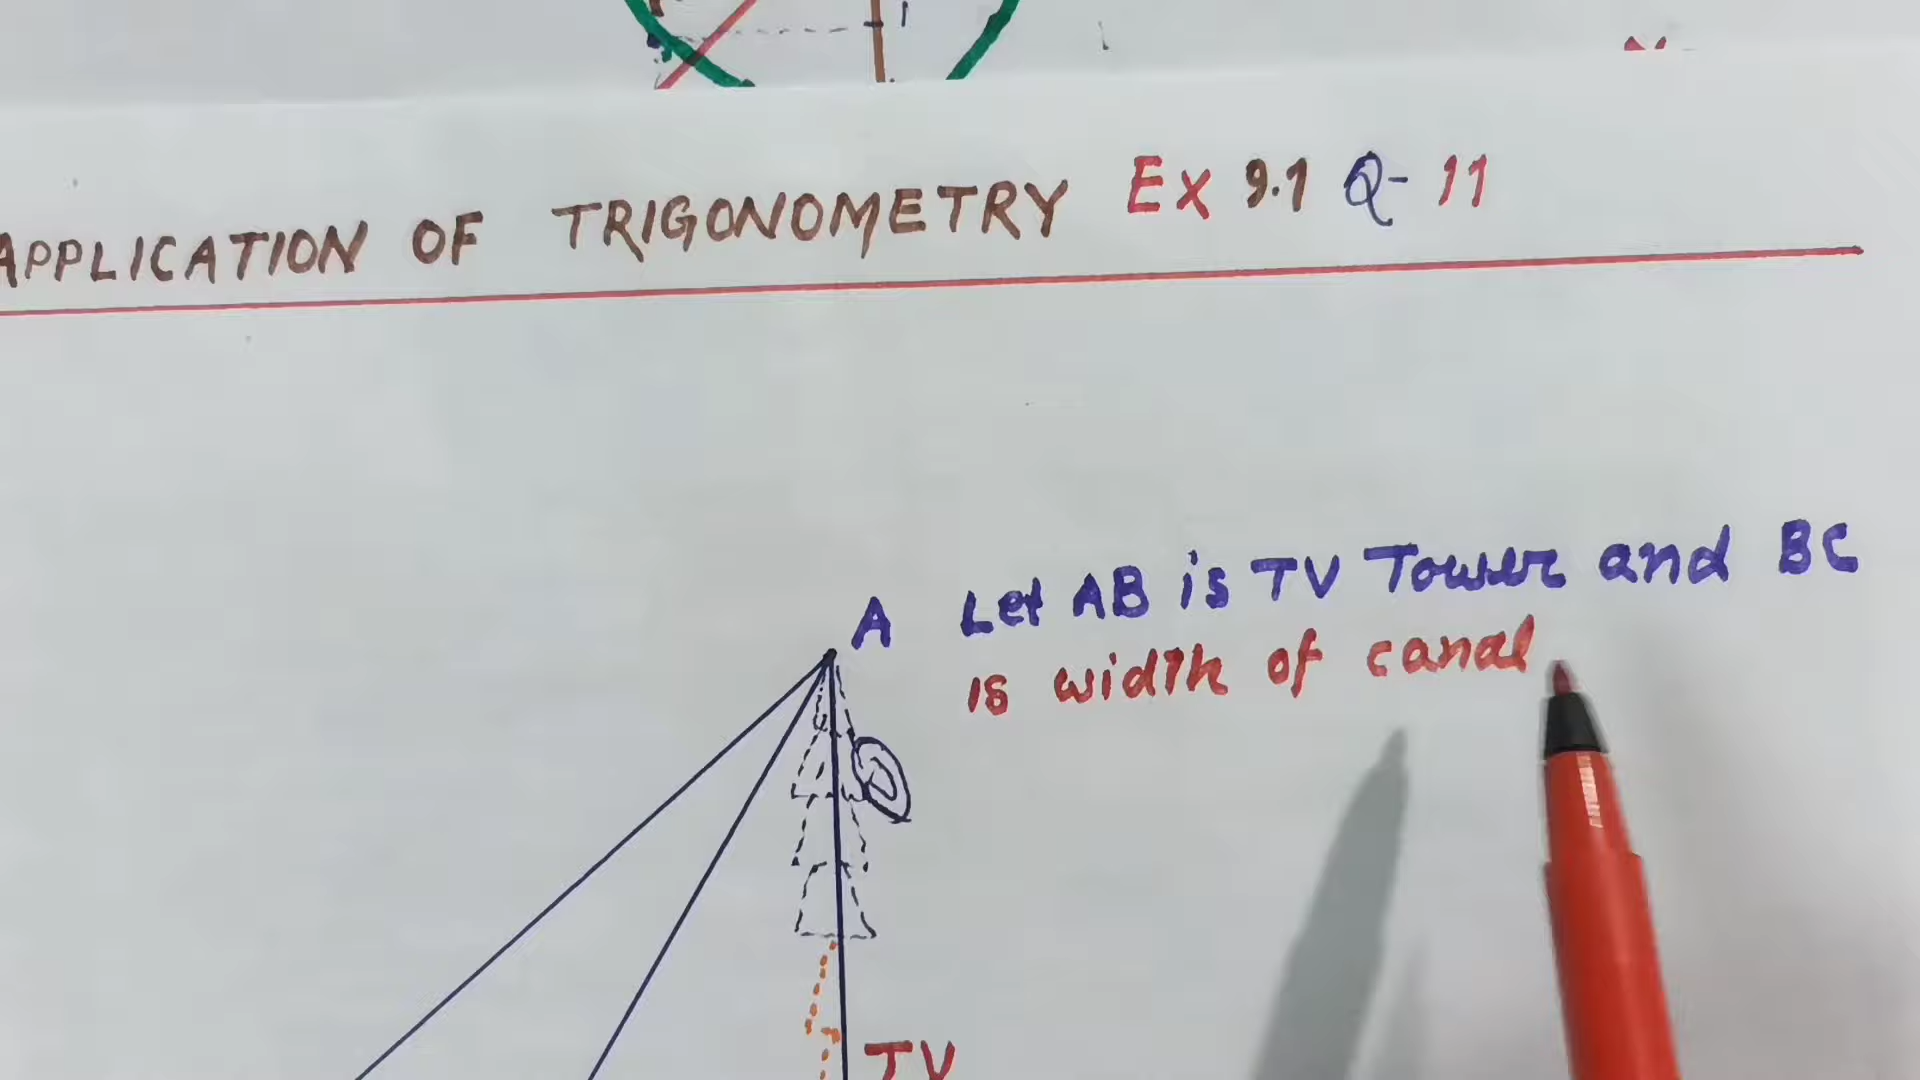 APPLICATION OF TRIGONOMETRY Ex 9.1 Q- 11
A Let AB is TV Tower and BC
is width of canal
TV